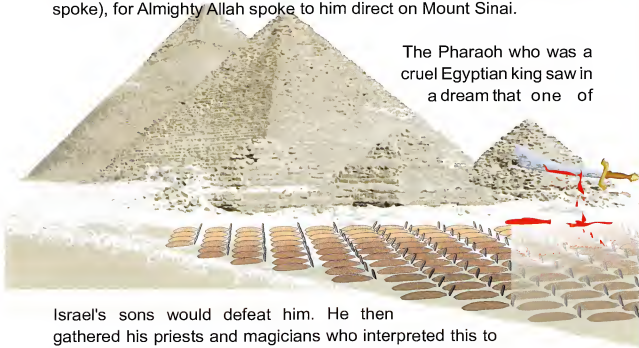 spoke), for Almighty Allah spoke to him direct on Mount Sinai.
The Pharaoh who was a
cruel Egyptian king saw in
a dream that one of
Israel's sons would defeat him. He then
gathered his priests and magicians who interpreted this to